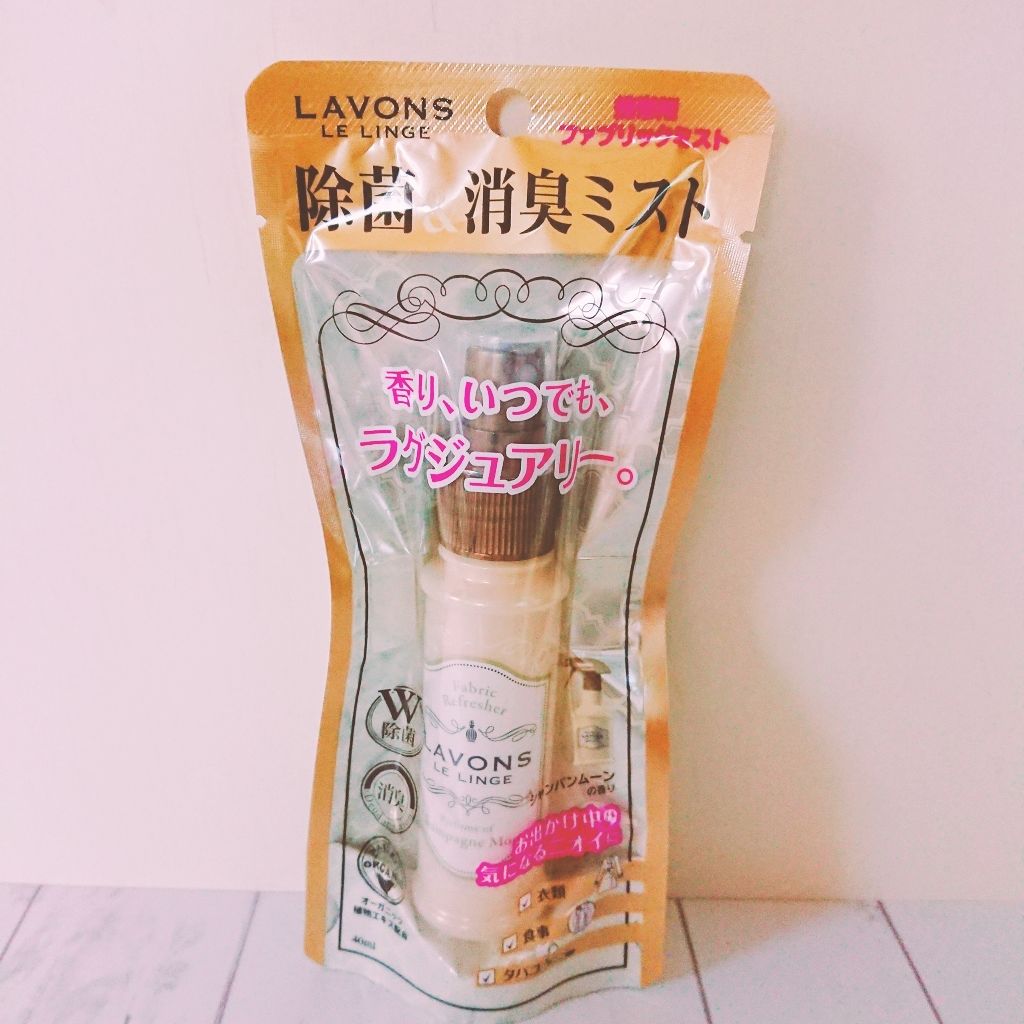 LAVONS
LE LINGE
ファブリックミスト
除菌&消臭ミスト
香り、いつでも、
ラグジュアリー。
Fabric
Refresher
LAVONS
LE LINGE
W
除菌
消臭
シャンパンムーン
の香り
お出かけ中の
気になるニオイに
オーガニック
植物エキス配合
40ml
衣類
食事
タバコ